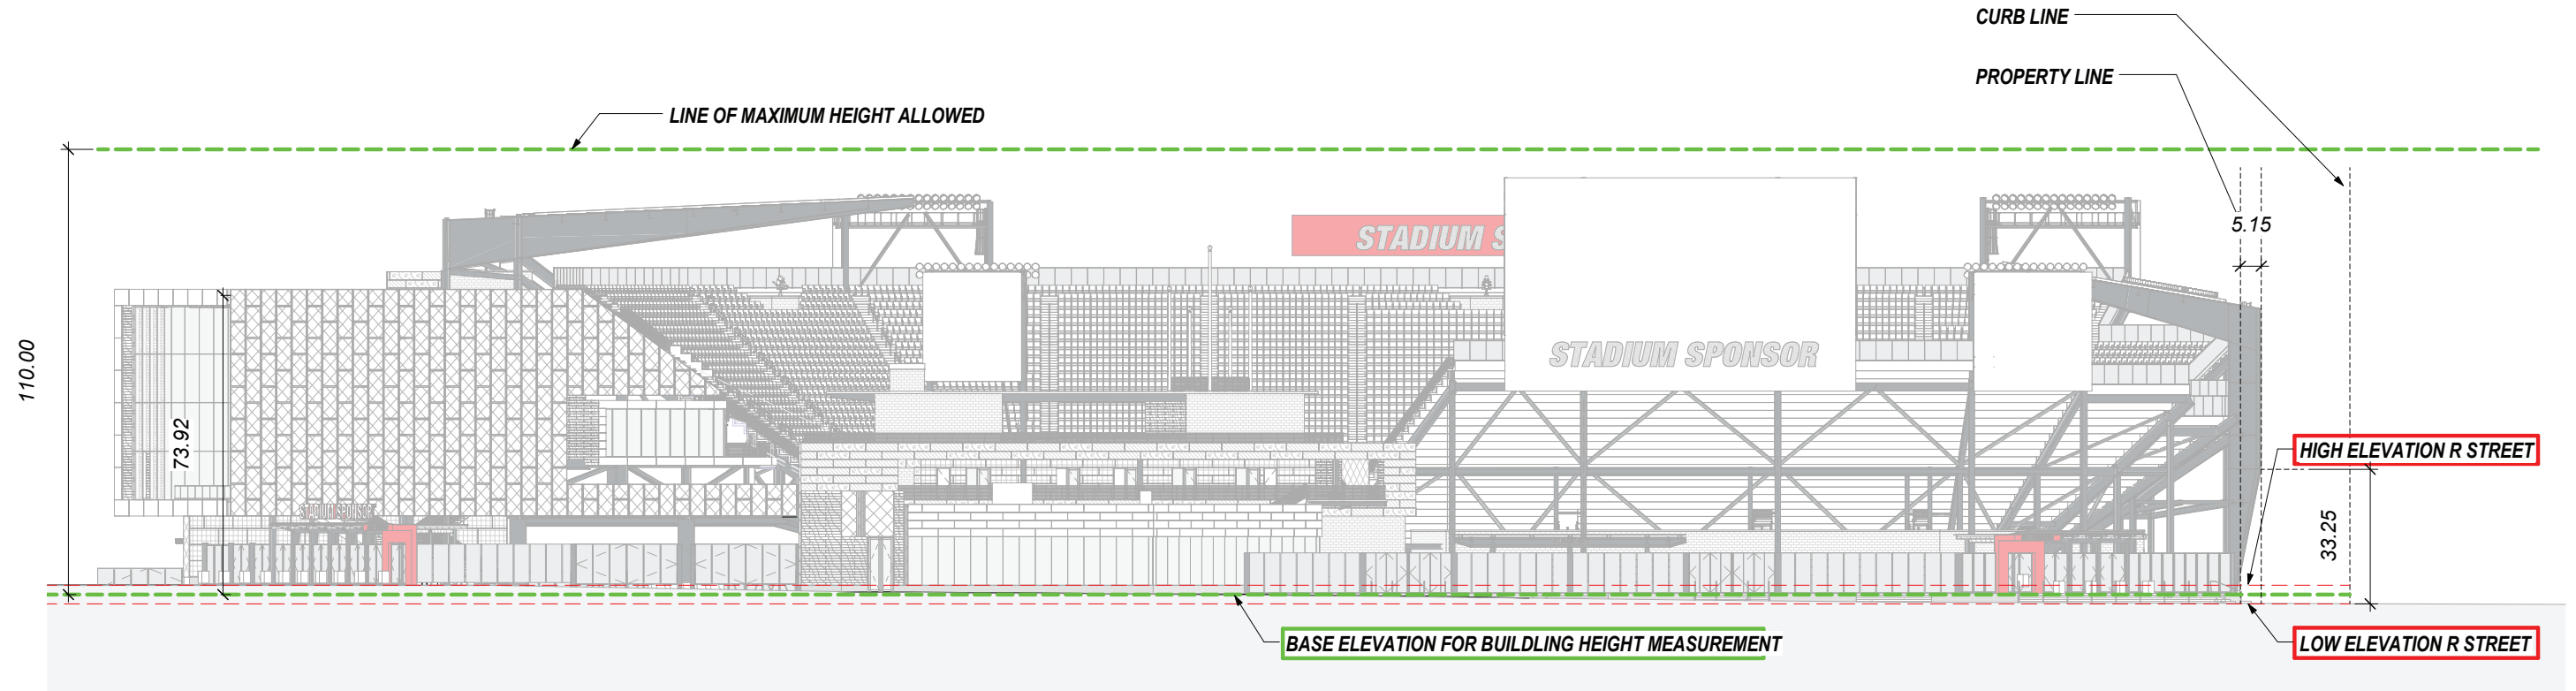 CURB LINE
PROPERTY LINE
LINE OF MAXIMUM HEIGHT ALLOWED
5.15
STADIUM S
110.00
STADIUM SPONSOR
73.92
HIGH ELEVATION R STREET
STADIUM SPONSOR
33.25
BASE ELEVATION FOR BUILDLING HEIGHT MEASUREMENT
LOW ELEVATION R STREET